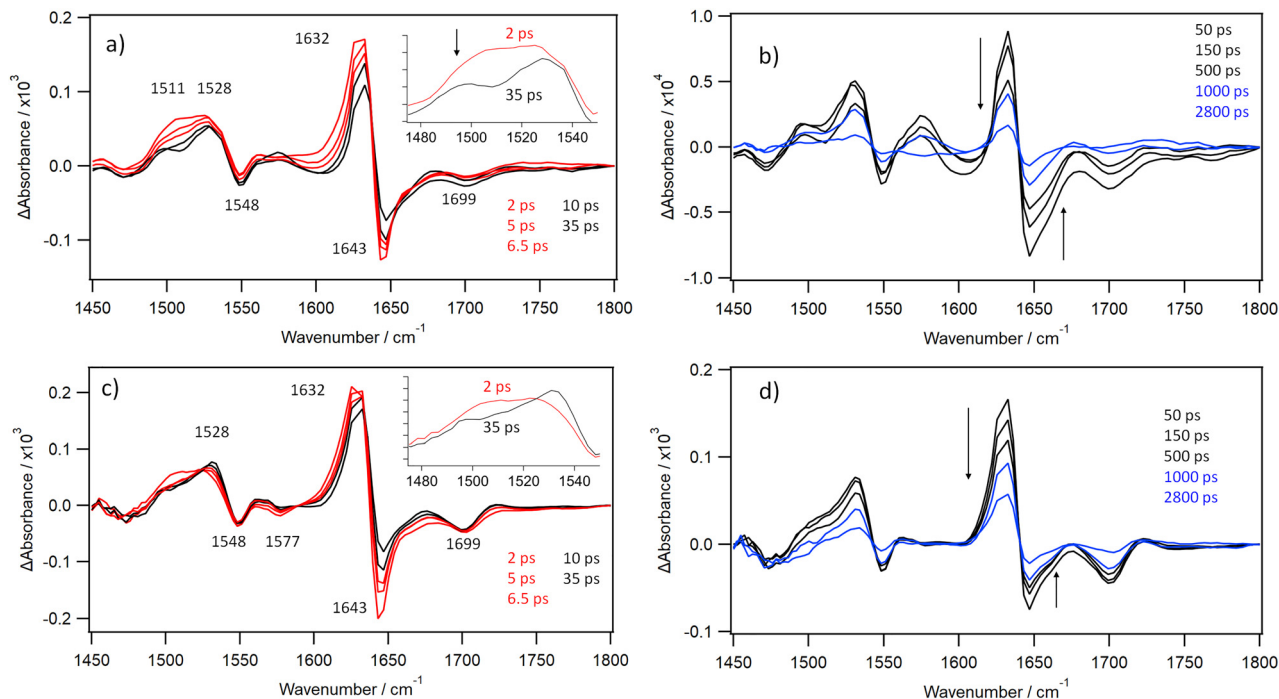 a)
0.2
0.1
0.0
0.1
ΔAbsorbance / x10³
1511 1528
1548
1632
1643
1699
2 ps
35 ps
1480 1500 1520 1540
2 ps 10 ps
5 ps 35 ps
6.5 ps
1450 1500 1550 1600 1650 1700 1750 1800
Wavenumber / cm⁻¹
b)
1.0
0.5
0.0
-0.5
-1.0
ΔAbsorbance / x10⁴
50 ps
150 ps
500 ps
1000 ps
2800 ps
1450 1500 1550 1600 1650 1700 1750 1800
Wavenumber / cm⁻¹
c)
0.2
0.1
0.0
-0.1
-0.2
ΔAbsorbance / x10³
1528
1548
1577
1632
1643
1699
2 ps
35 ps
1480 1500 1520 1540
2 ps 10 ps
5 ps 35 ps
6.5 ps
1450 1500 1550 1600 1650 1700 1750 1800
Wavenumber / cm⁻¹
d)
0.1
0.0
-0.1
ΔAbsorbance / x10³
50 ps
150 ps
500 ps
1000 ps
2800 ps
1450 1500 1550 1600 1650 1700 1750 1800
Wavenumber / cm⁻¹